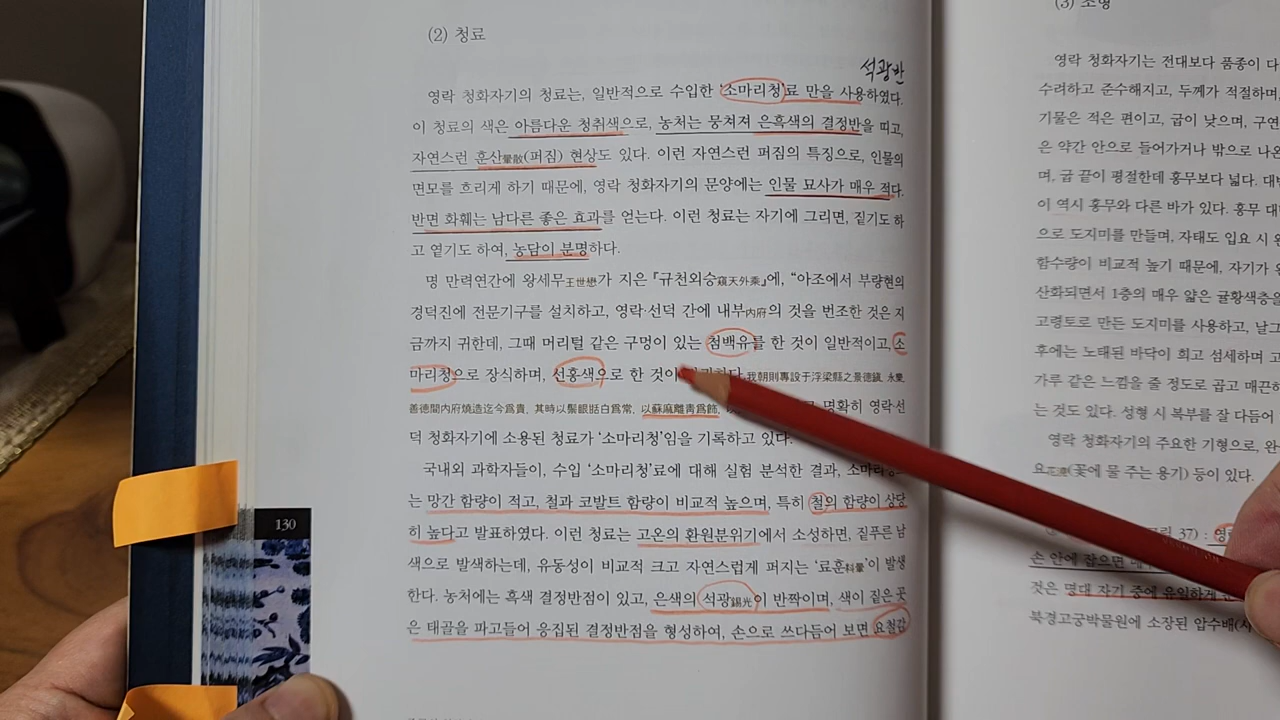 (2) 청료
석광반
영락 청화자기의 청료는, 일반적으로 수입한 '소마리청'료 만을 사용하였다.
이 청료의 색은 아름다운 청취색으로, 농처는 뭉쳐져 은흑색의 결정반을 띠고,
자연스런 훈산暈散(퍼짐) 현상도 있다. 이런 자연스런 퍼짐의 특징으로, 인물의
면모를 흐리게 하기 때문에, 영락 청화자기의 문양에는 인물 묘사가 매우 적다.
반면 화훼는 남다른 좋은 효과를 얻는다. 이런 청료는 자기에 그리면, 짙기도 하
고 옅기도 하여, 농담이 분명하다.
명 만력연간에 왕세무王世懋가 지은 『규천외승窺天外乘』에, "아조에서 부량현의
경덕진에 전문기구를 설치하고, 영락·선덕 간에 내부內府의 것을 번조한 것은 지
금까지 귀한데, 그때 머리털 같은 구멍이 있는 첨백유를 한 것이 일반적이고, 소
마리청으로 장식하며, 선홍색으로 한 것이 我朝則專設于浮梁縣之景德鎭, 永樂,
善德間內府燒造迄今爲貴, 其時以鬃眼甛白爲常, 以蘇麻離靑爲飾, 명확히 영락선
덕 청화자기에 소용된 청료가 '소마리청'임을 기록하고 있다.
국내외 과학자들이, 수입 '소마리청'료에 대해 실험 분석한 결과, 소마리
는 망간 함량이 적고, 철과 코발트 함량이 비교적 높으며, 특히 철의 함량이 상당
히 높다고 발표하였다. 이런 청료는 고온의 환원분위기에서 소성하면, 짙푸른 남
색으로 발색하는데, 유동성이 비교적 크고 자연스럽게 퍼지는 '료훈料暈'이 발생
한다. 농처에는 흑색 결정반점이 있고, 은색의 석광錫光이 반짝이며, 색이 짙은 곳
은 태골을 파고들어 응집된 결정반점을 형성하여, 손으로 쓰다듬어 보면 요철감
130
(3) 조형
영락 청화자기는 전대보다 품종이 다
수려하고 준수해지고, 두께가 적절하며,
기물은 적은 편이고, 굽이 낮으며, 구연
은 약간 안으로 들어가거나 밖으로 나온
며, 굽 끝이 평절한데 홍무보다 넓다. 대
이 역시 홍무와 다른 바가 있다. 홍무 대
으로 도지미를 만들며, 자태도 입요 시
함수량이 비교적 높기 때문에, 자기가
산화되면서 1층의 매우 얇은 귤황색층은
고령토로 만든 도지미를 사용하고, 날그
후에는 노태된 바닥이 희고 섬세하며 고
가루 같은 느낌을 줄 정도로 곱고 매끈하
는 것도 있다. 성형 시 복부를 잘 다듬어
영락 청화자기의 주요한 기형으로, 완
요花澆(꽃에 물 주는 용기) 등이 있다.
37) : 영
손 안에 잡으면
것은 명대 자기 중에 유일하게
북경고궁박물원에 소장된 압수배(사